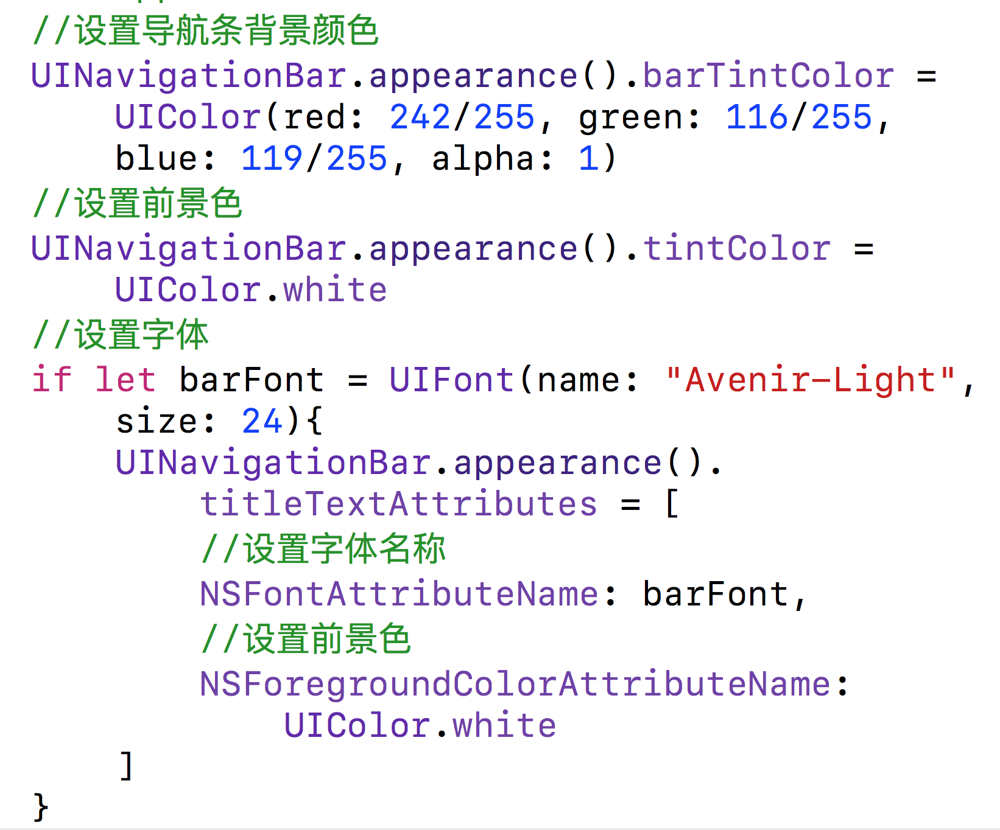 //设置导航条背景颜色
UINavigationBar.appearance().barTintColor =
UIColor(red: 242/255, green: 116/255,
blue: 119/255, alpha: 1)
//设置前景色
UINavigationBar.appearance().tintColor =
UIColor.white
//设置字体
if let barFont = UIFont(name: "Avenir-Light",
size: 24){
UINavigationBar.appearance().
titleTextAttributes = [
//设置字体名称
NSFontAttributeName: barFont,
//设置前景色
NSForegroundColorAttributeName:
UIColor.white
]
}